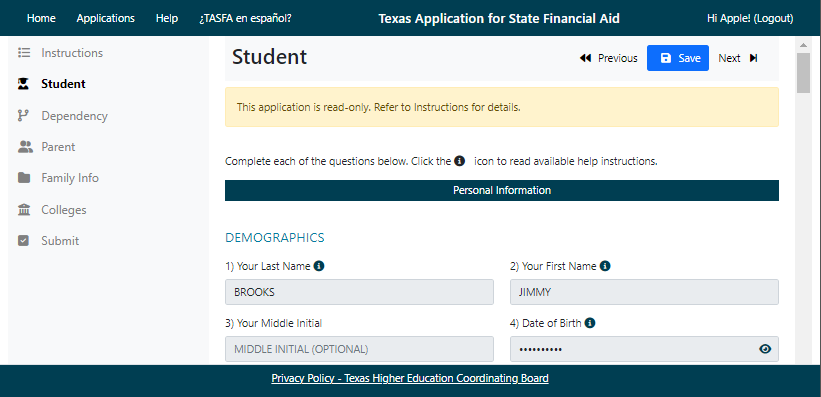 Home Applications Help ¿TASFA en español? Texas Application for State Financial Aid Hi Apple! (Logout)
Instructions
Student
Dependency
Parent
Family Info
Colleges
Submit
Student Previous Save Next
This application is read-only. Refer to Instructions for details.
Complete each of the questions below. Click the icon to read available help instructions.
Personal Information
DEMOGRAPHICS
1) Your Last Name 2) Your First Name
BROOKS JIMMY
3) Your Middle Initial 4) Date of Birth
MIDDLE INITIAL (OPTIONAL) ••••••••••
Privacy Policy - Texas Higher Education Coordinating Board